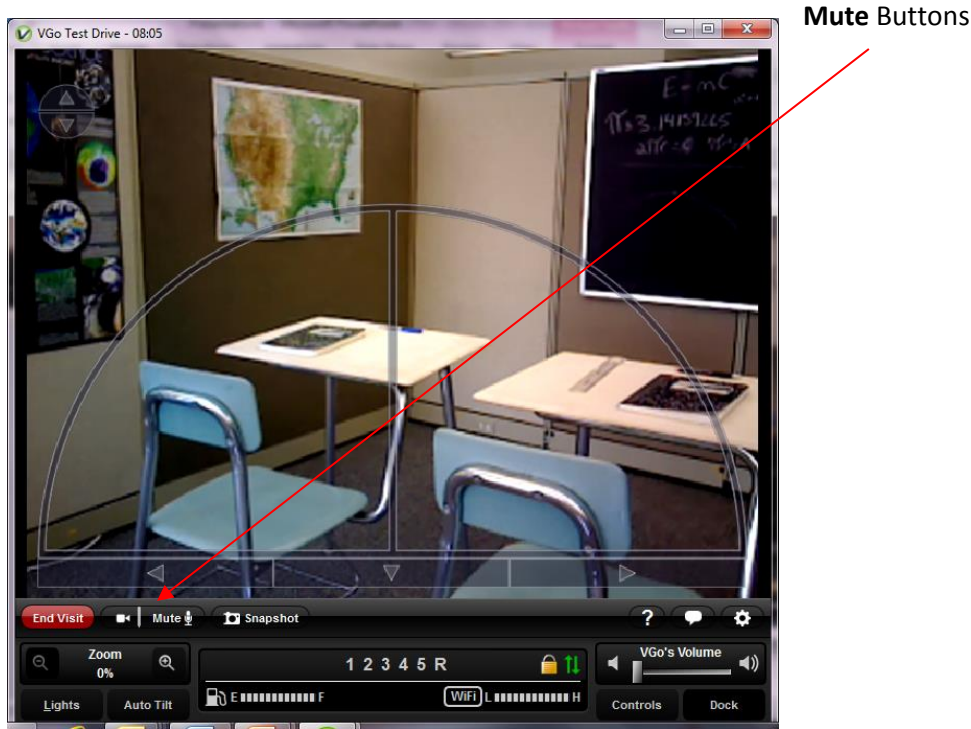 Mute Buttons
VGo Test Drive - 08:05
E=mC
π=3.14159265
End Visit
Mute
Snapshot
?
Zoom
0%
1 2 3 4 5 R
VGo's Volume
E F
WiFi L H
Lights
Auto Tilt
Controls
Dock